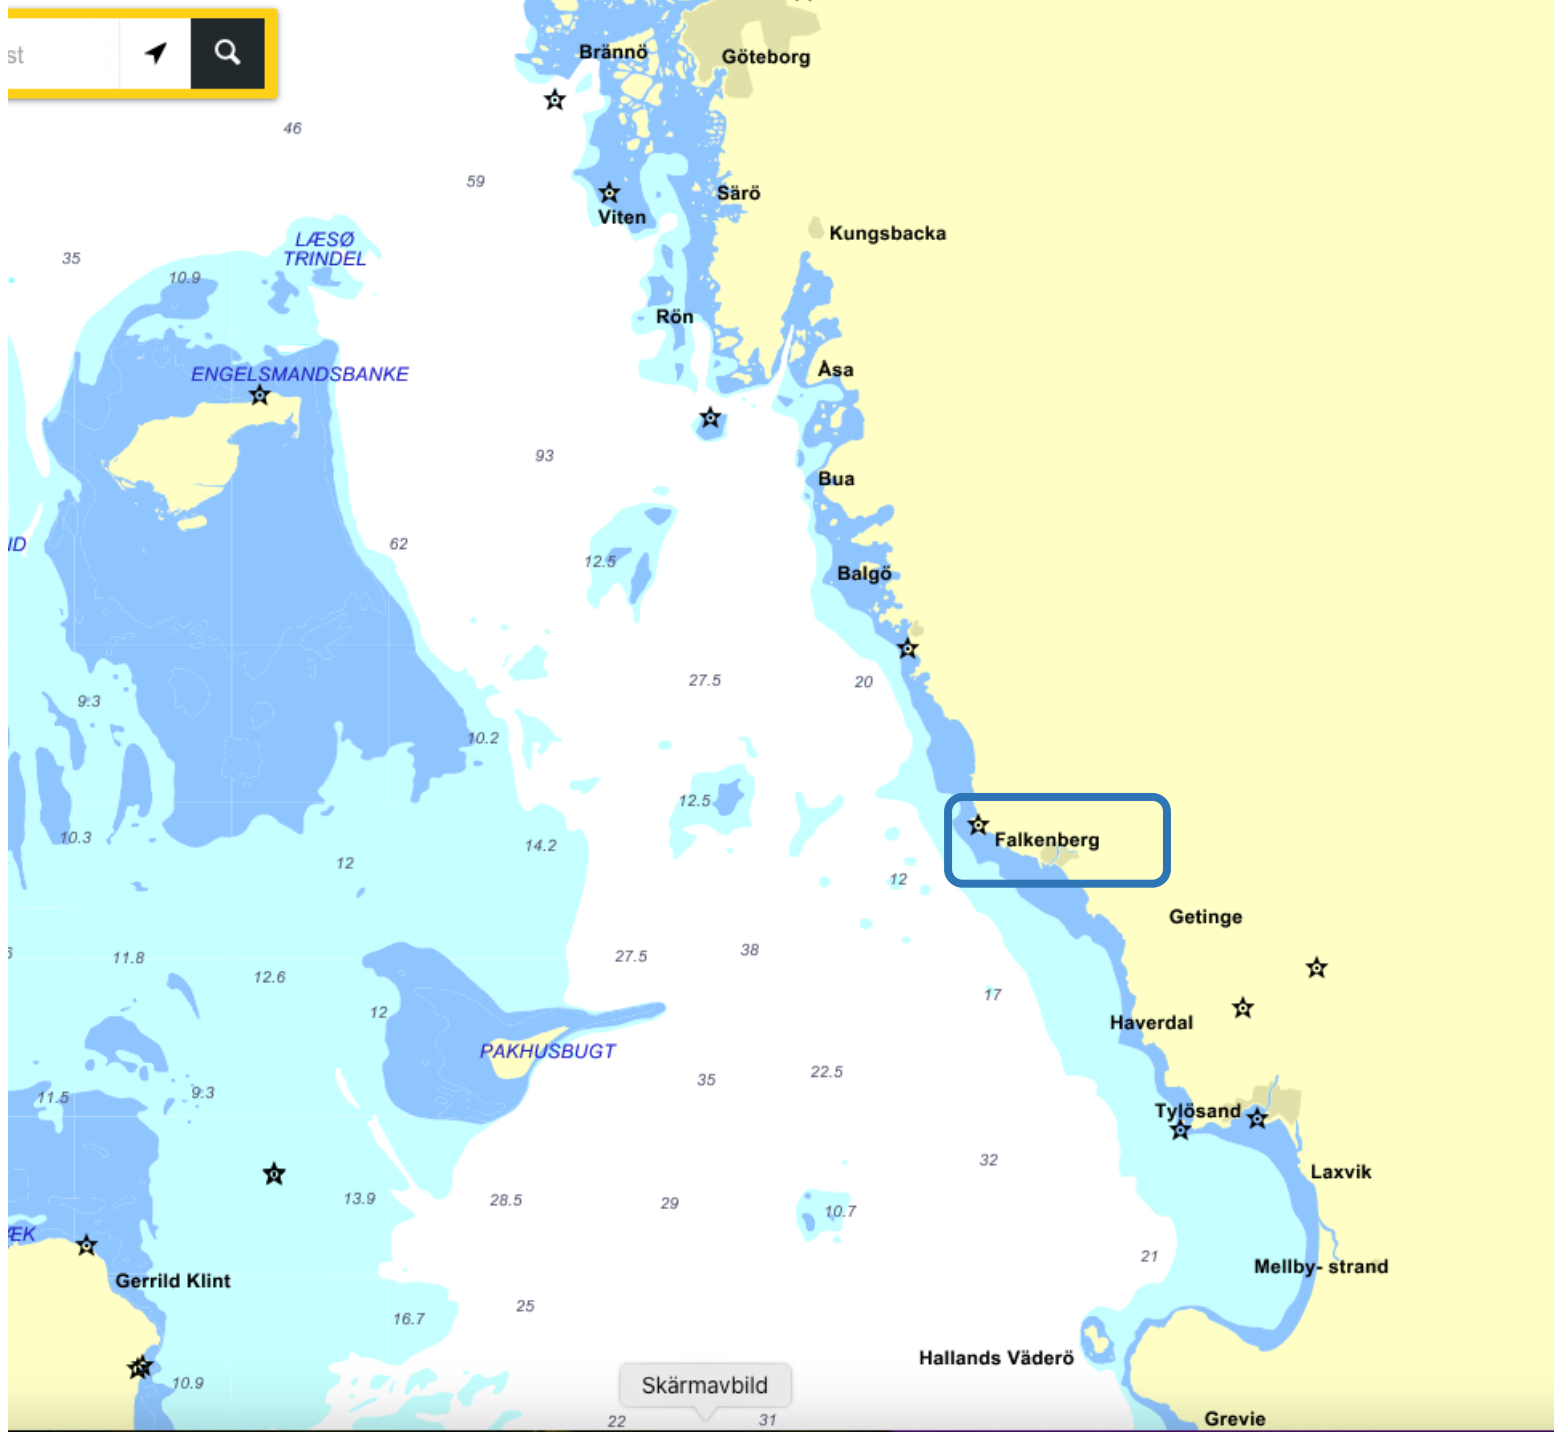 st
Brännö
Göteborg
46
59
Särö
Viten
Kungsbacka
LÆSØ
TRINDEL
35
10.9
Rön
Åsa
ENGELSMANDSBANKE
93
Bua
62
ID
12.5
Balgö
27.5
20
9.3
10.2
12.5
10.3
14.2
Falkenberg
12
12
Getinge
11.8
12.6
27.5
38
17
12
Haverdal
PAKHUSBUGT
35
22.5
11.5
9.3
Tylösand
32
Laxvik
13.9
28.5
29
10.7
ÆK
21
Mellby- strand
Gerrild Klint
25
16.7
Hallands Väderö
10.9
Skärmavbild
22
31
Grevie